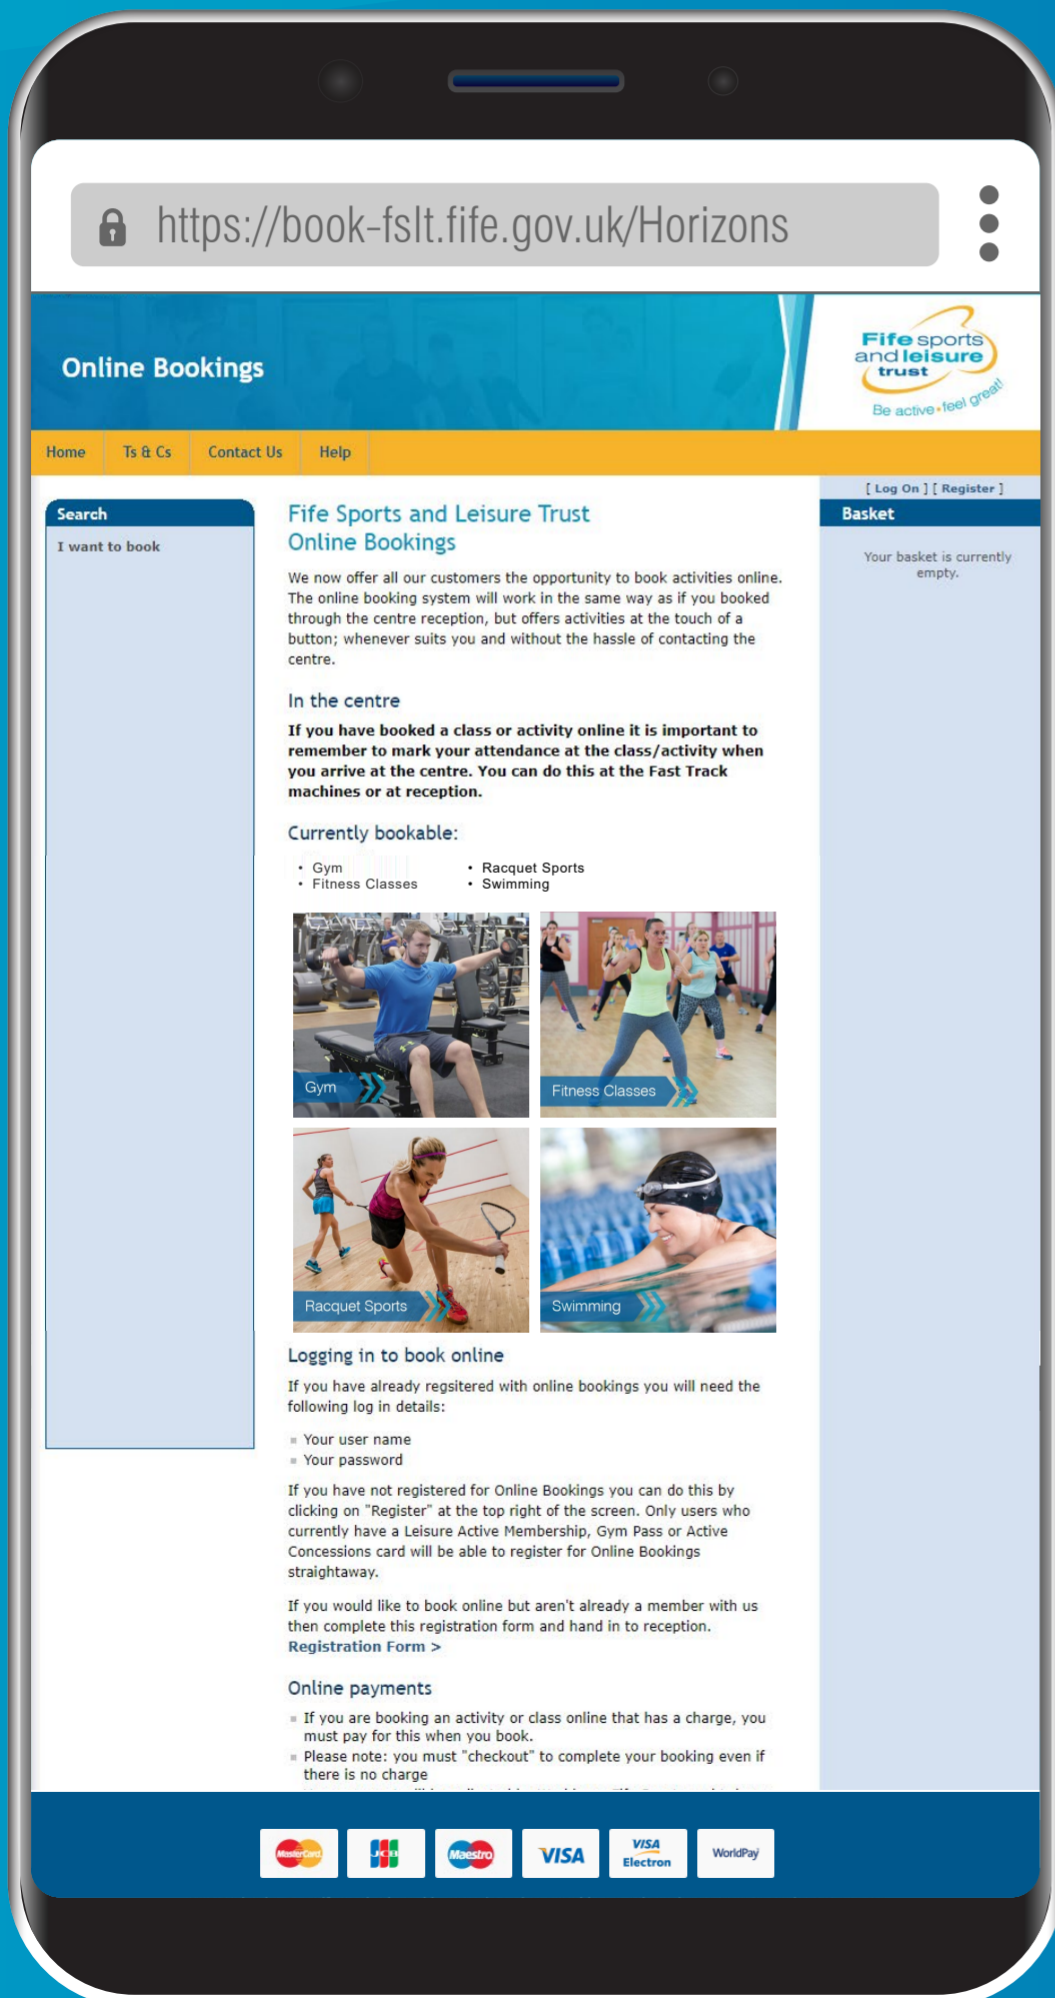 https://book-fslt.fife.gov.uk/Horizons
Online Bookings
Fife sports
and leisure
trust
Be active • feel great!
Home
Ts & Cs
Contact Us
Help
[ Log On ] [ Register ]
Search
I want to book
Basket
Your basket is currently
empty.
Fife Sports and Leisure Trust
Online Bookings
We now offer all our customers the opportunity to book activities online.
The online booking system will work in the same way as if you booked
through the centre reception, but offers activities at the touch of a
button; whenever suits you and without the hassle of contacting the
centre.
In the centre
If you have booked a class or activity online it is important to
remember to mark your attendance at the class/activity when
you arrive at the centre. You can do this at the Fast Track
machines or at reception.
Currently bookable:
• Gym
• Fitness Classes
• Racquet Sports
• Swimming
Gym
Fitness Classes
Racquet Sports
Swimming
Logging in to book online
If you have already regsitered with online bookings you will need the
following log in details:
Your user name
Your password
If you have not registered for Online Bookings you can do this by
clicking on "Register" at the top right of the screen. Only users who
currently have a Leisure Active Membership, Gym Pass or Active
Concessions card will be able to register for Online Bookings
straightaway.
If you would like to book online but aren't already a member with us
then complete this registration form and hand in to reception.
Registration Form >
Online payments
If you are booking an activity or class online that has a charge, you
must pay for this when you book.
Please note: you must "checkout" to complete your booking even if
there is no charge
MasterCard
JCB
Maestro
VISA
VISA
Electron
WorldPay